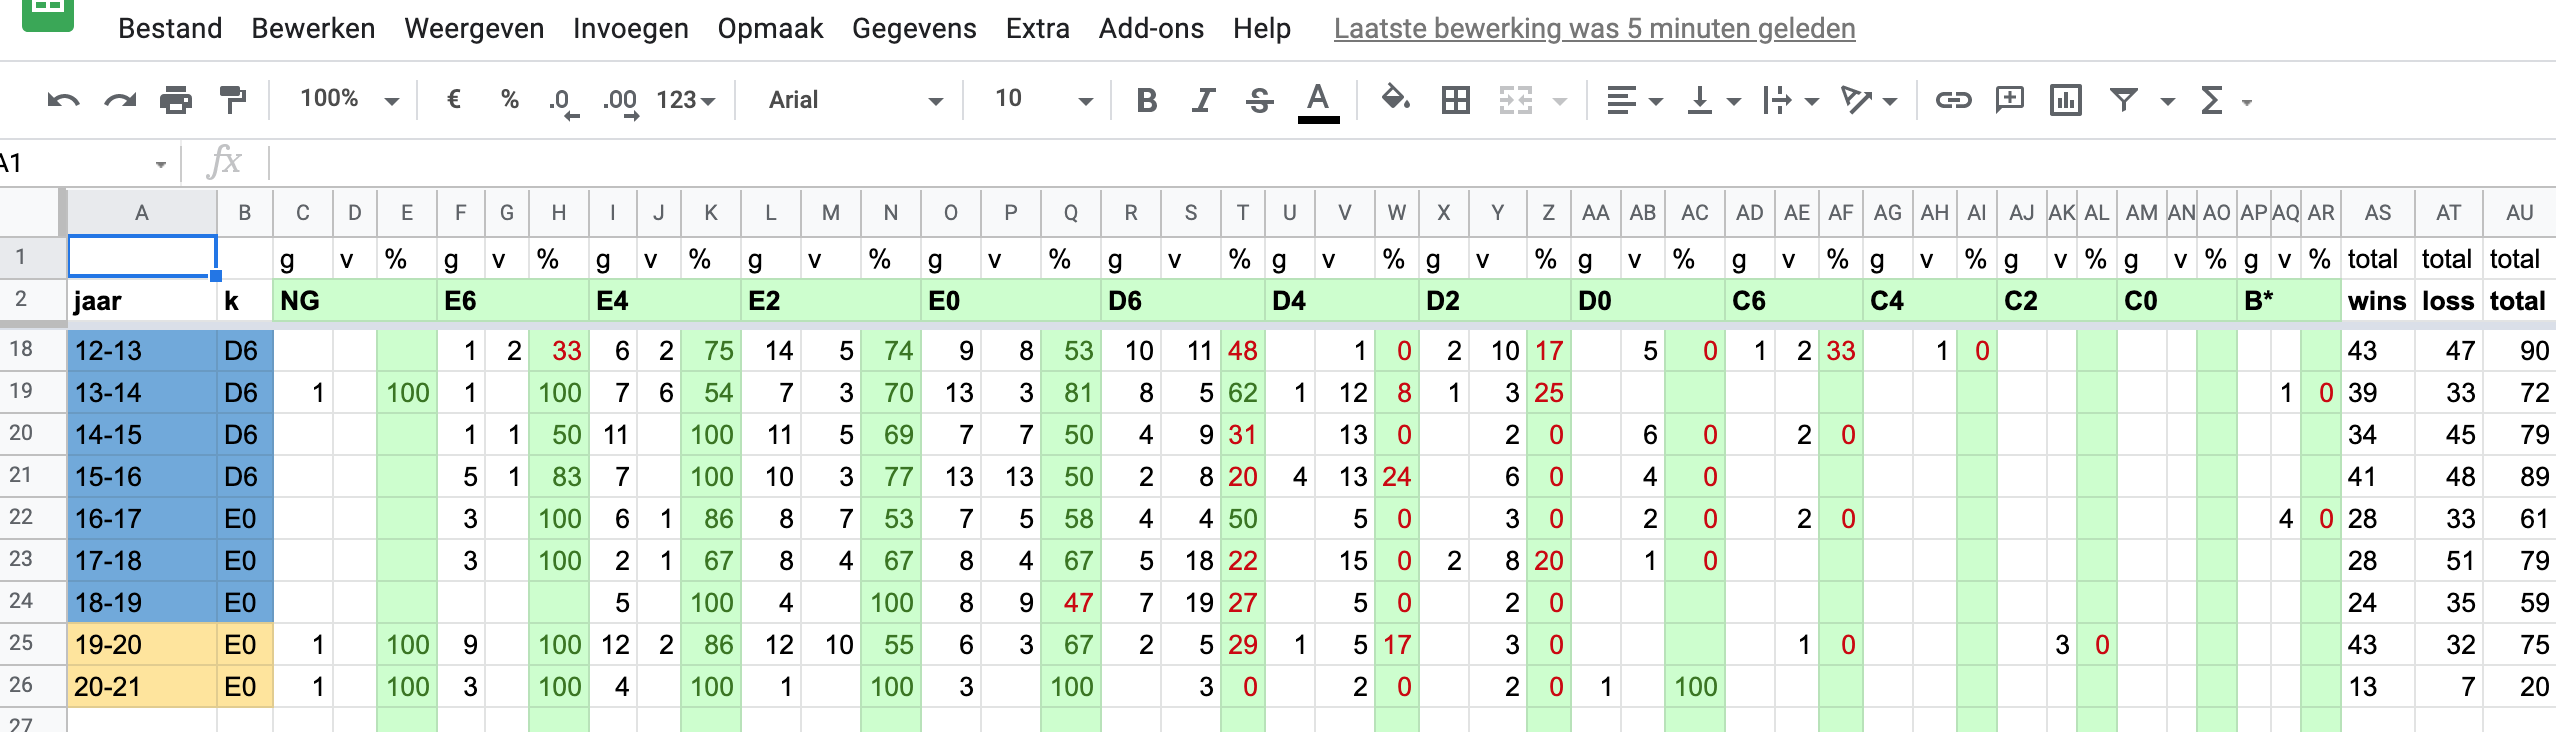 Bestand Bewerken Weergeven Invoegen Opmaak Gegevens Extra Add-ons Help Laatste bewerking was 5 minuten geleden
100% € % .0 .00 123 Arial 10 B I S A Σ
A1 fx
A B C D E F G H I J K L M N O P Q R S T U V W X Y Z AA AB AC AD AE AF AG AH AI AJ AK AL AM AN AO AP AQ AR AS AT AU
1 g v % g v % g v % g v % g v % g v % g v % g v % g v % g v % g v % g v % g v % g v % total total total
2 jaar k NG E6 E4 E2 E0 D6 D4 D2 D0 C6 C4 C2 C0 B* wins loss total
18 12-13 D6 1 2 33 6 2 75 14 5 74 9 8 53 10 11 48 1 0 2 10 17 5 0 1 2 33 1 0 43 47 90
19 13-14 D6 1 100 1 100 7 6 54 7 3 70 13 3 81 8 5 62 1 12 8 1 3 25 1 0 39 33 72
20 14-15 D6 1 1 50 11 100 11 5 69 7 7 50 4 9 31 13 0 2 0 6 0 2 0 34 45 79
21 15-16 D6 5 1 83 7 100 10 3 77 13 13 50 2 8 20 4 13 24 6 0 4 0 41 48 89
22 16-17 E0 3 100 6 1 86 8 7 53 7 5 58 4 4 50 5 0 3 0 2 0 2 0 4 0 28 33 61
23 17-18 E0 3 100 2 1 67 8 4 67 8 4 67 5 18 22 15 0 2 8 20 1 0 28 51 79
24 18-19 E0 5 100 4 100 8 9 47 7 19 27 5 0 2 0 24 35 59
25 19-20 E0 1 100 9 100 12 2 86 12 10 55 6 3 67 2 5 29 1 5 17 3 0 1 0 3 0 43 32 75
26 20-21 E0 1 100 3 100 4 100 1 100 3 100 3 0 2 0 2 0 1 100 13 7 20
27